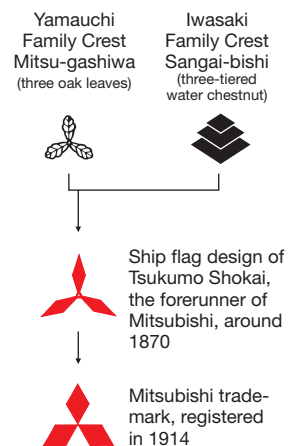 Yamauchi
Family Crest
Mitsu-gashiwa
(three oak leaves)
Iwasaki
Family Crest
Sangai-bishi
(three-tiered
water chestnut)
Ship flag design of
Tsukumo Shokai,
the forerunner of
Mitsubishi, around
1870
Mitsubishi trade-
mark, registered
in 1914